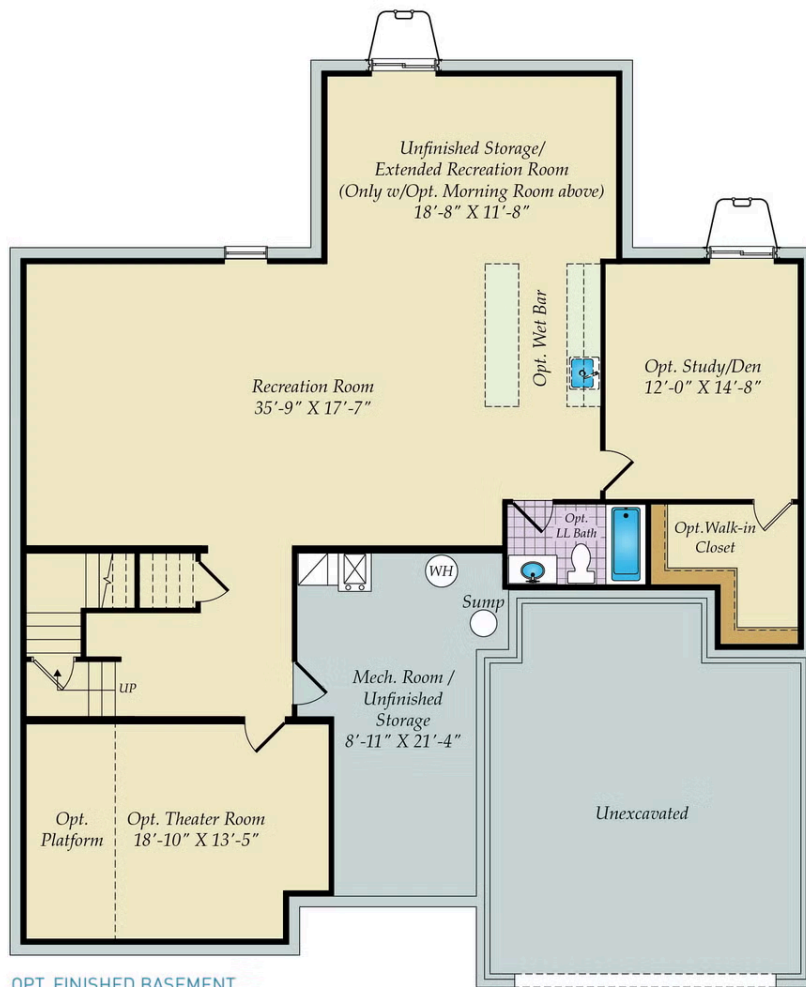 Unfinished Storage/
Extended Recreation Room
(Only w/Opt. Morning Room above)
18'-8" X 11'-8"
Opt. Wet Bar
Opt. Study/Den
12'-0" X 14'-8"
Recreation Room
35'-9" X 17'-7"
Opt.
LL Bath
Opt.Walk-in
Closet
WH
Sump
UP
Mech. Room /
Unfinished
Storage
8'-11" X 21'-4"
Opt.
Platform
Opt. Theater Room
18'-10" X 13'-5"
Unexcavated
OPT. FINISHED BASEMENT